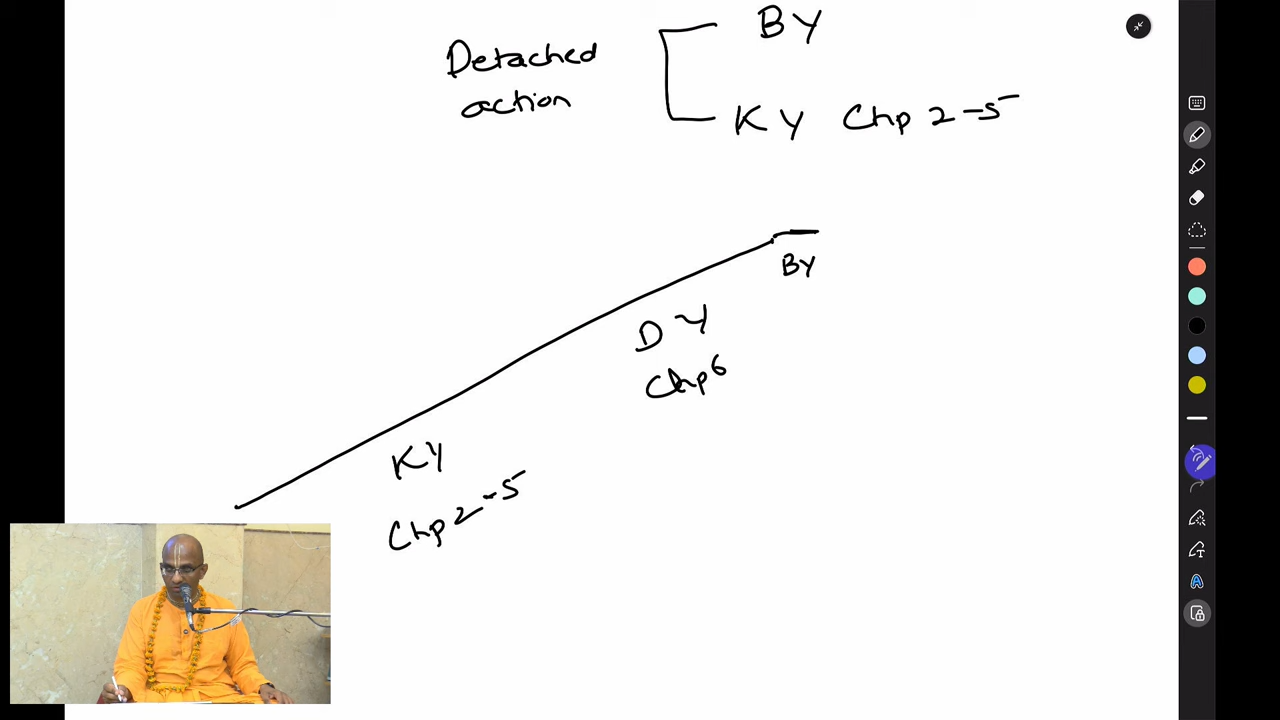 Detached
action
BY
KY Chp 2-5
BY
DY
Chp6
KY
Chp 2-5